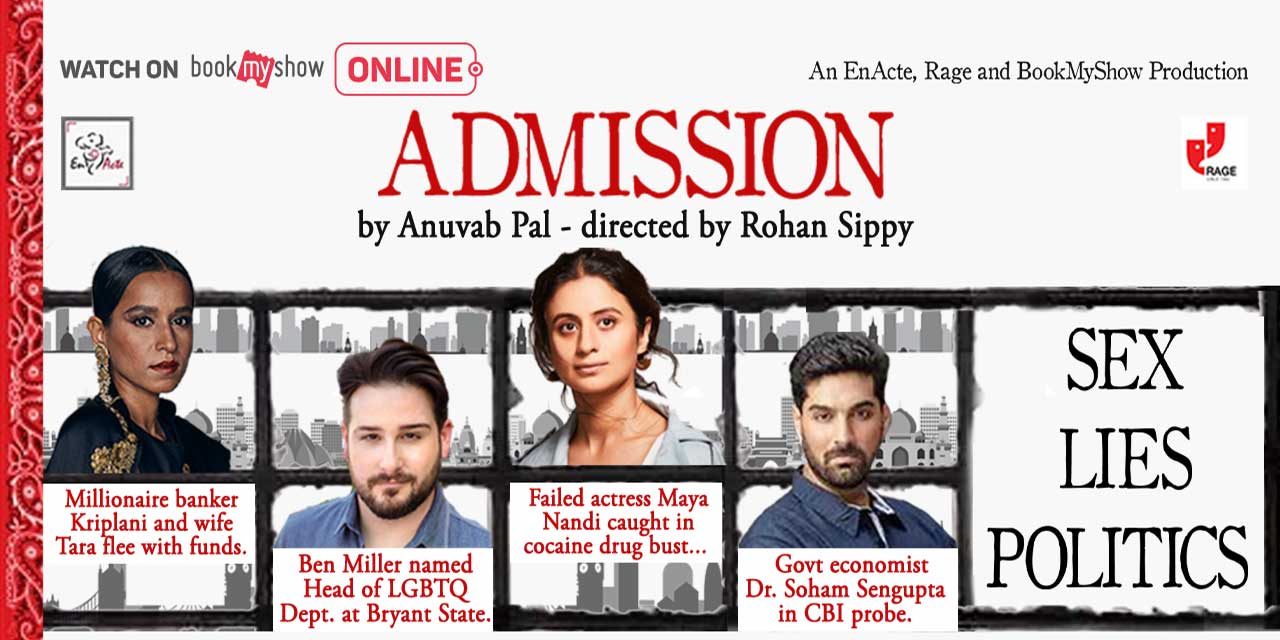 WATCH ON bookmyshow ONLINE
An EnActe, Rage and BookMyShow Production
En Acte
ADMISSION
RAGE
by Anuvab Pal - directed by Rohan Sippy
Millionaire banker
Kriplani and wife
Tara flee with funds.
Ben Miller named
Head of LGBTQ
Dept. at Bryant State.
Failed actress Maya
Nandi caught in
cocaine drug bust...
Govt economist
Dr. Soham Sengupta
in CBI probe.
SEX
LIES
POLITICS